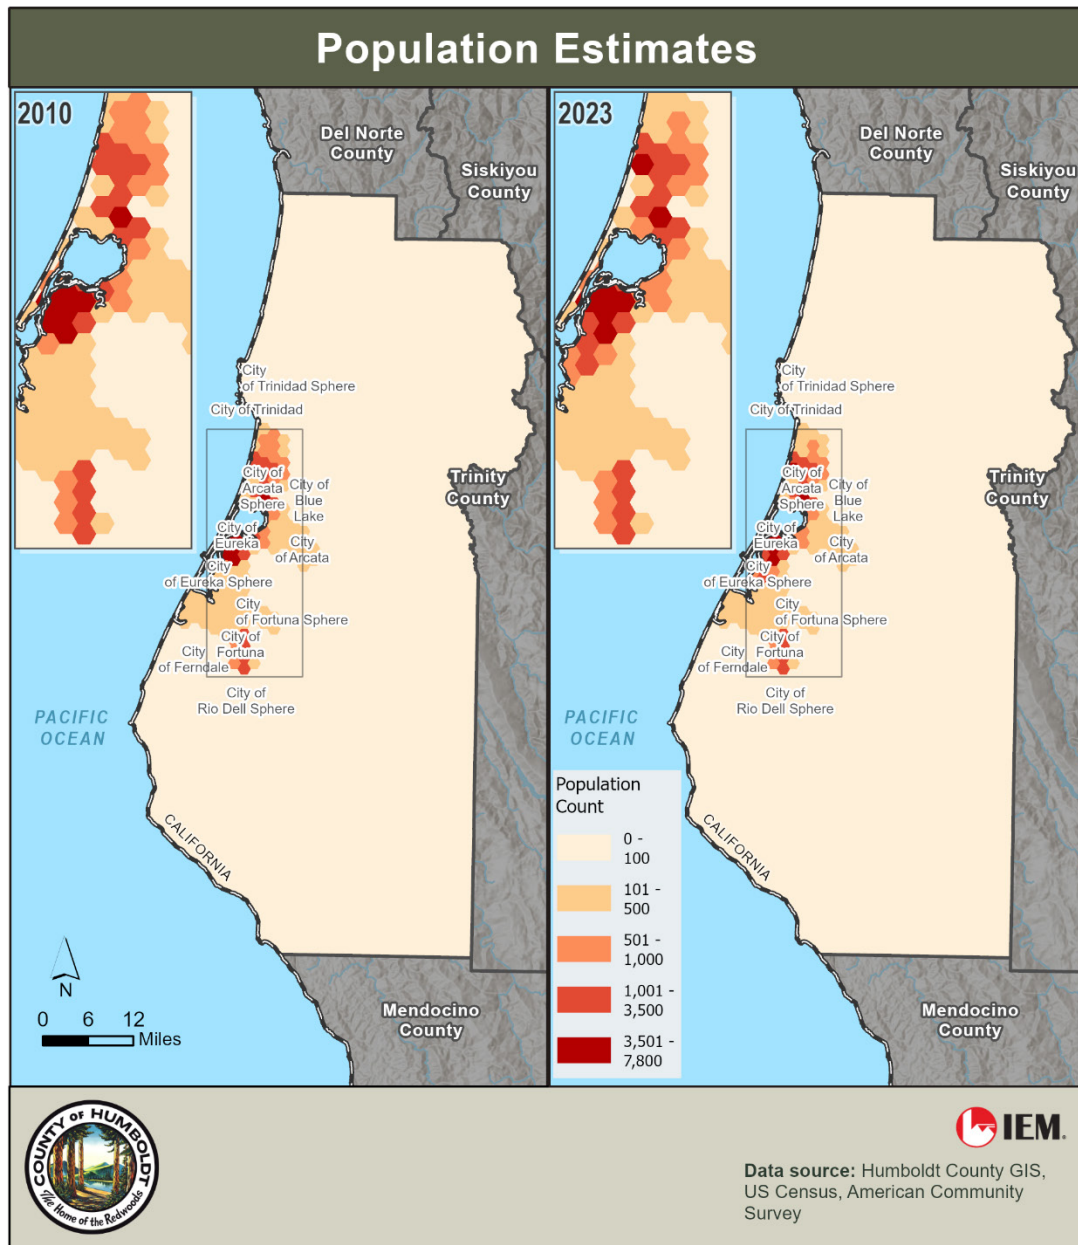 Population Estimates
2010
Del Norte
County
Siskiyou
County
City
of Trinidad Sphere
City of Trinidad
City of
Arcata
Sphere
City of
Blue
Lake
City of
Eureka
City
of Arcata
City
of Eureka Sphere
City
of Fortuna Sphere
City of
Fortuna
City
of Ferndale
City of
Rio Dell Sphere
Trinity
County
PACIFIC
OCEAN
CALIFORNIA
Mendocino
County
N
0 6 12
Miles
2023
Del Norte
County
Siskiyou
County
City
of Trinidad Sphere
City of Trinidad
City of
Arcata
Sphere
City of
Blue
Lake
City of
Eureka
City
of Arcata
City
of Eureka Sphere
City
of Fortuna Sphere
City of
Fortuna
City
of Ferndale
City of
Rio Dell Sphere
Trinity
County
PACIFIC
OCEAN
CALIFORNIA
Mendocino
County
Population
Count
0 -
100
101 -
500
501 -
1,000
1,001 -
3,500
3,501 -
7,800
COUNTY OF HUMBOLDT
The Home of the Redwoods
IEM.
Data source: Humboldt County GIS,
US Census, American Community
Survey